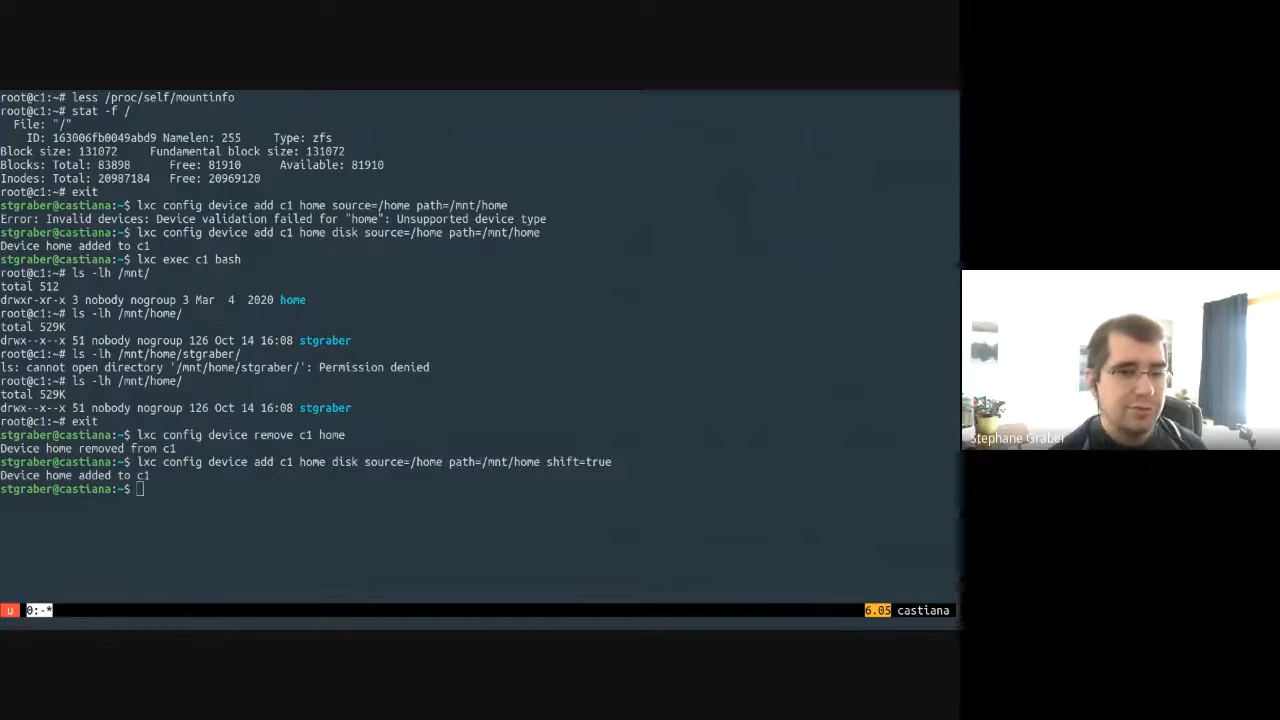 root@c1:~# less /proc/self/mountinfo
root@c1:~# stat -f /
File: "/"
ID: 163006fb0049abd9 Namelen: 255 Type: zfs
Block size: 131072 Fundamental block size: 131072
Blocks: Total: 83898 Free: 81910 Available: 81910
Inodes: Total: 20987184 Free: 20969120
root@c1:~# exit
stgraber@castiana:~$ lxc config device add c1 home source=/home path=/mnt/home
Error: Invalid devices: Device validation failed for "home": Unsupported device type
stgraber@castiana:~$ lxc config device add c1 home disk source=/home path=/mnt/home
Device home added to c1
stgraber@castiana:~$ lxc exec c1 bash
root@c1:~# ls -lh /mnt/
total 512
drwxr-xr-x 3 nobody nogroup 3 Mar 4 2020 home
root@c1:~# ls -lh /mnt/home/
total 529K
drwx--x--x 51 nobody nogroup 126 Oct 14 16:08 stgraber
root@c1:~# ls -lh /mnt/home/stgraber/
ls: cannot open directory '/mnt/home/stgraber/': Permission denied
root@c1:~# ls -lh /mnt/home/
total 529K
drwx--x--x 51 nobody nogroup 126 Oct 14 16:08 stgraber
root@c1:~# exit
stgraber@castiana:~$ lxc config device remove c1 home
Device home removed from c1
stgraber@castiana:~$ lxc config device add c1 home disk source=/home path=/mnt/home shift=true
Device home added to c1
stgraber@castiana:~$
u 0:-* 6.05 castiana
Stephane Graber